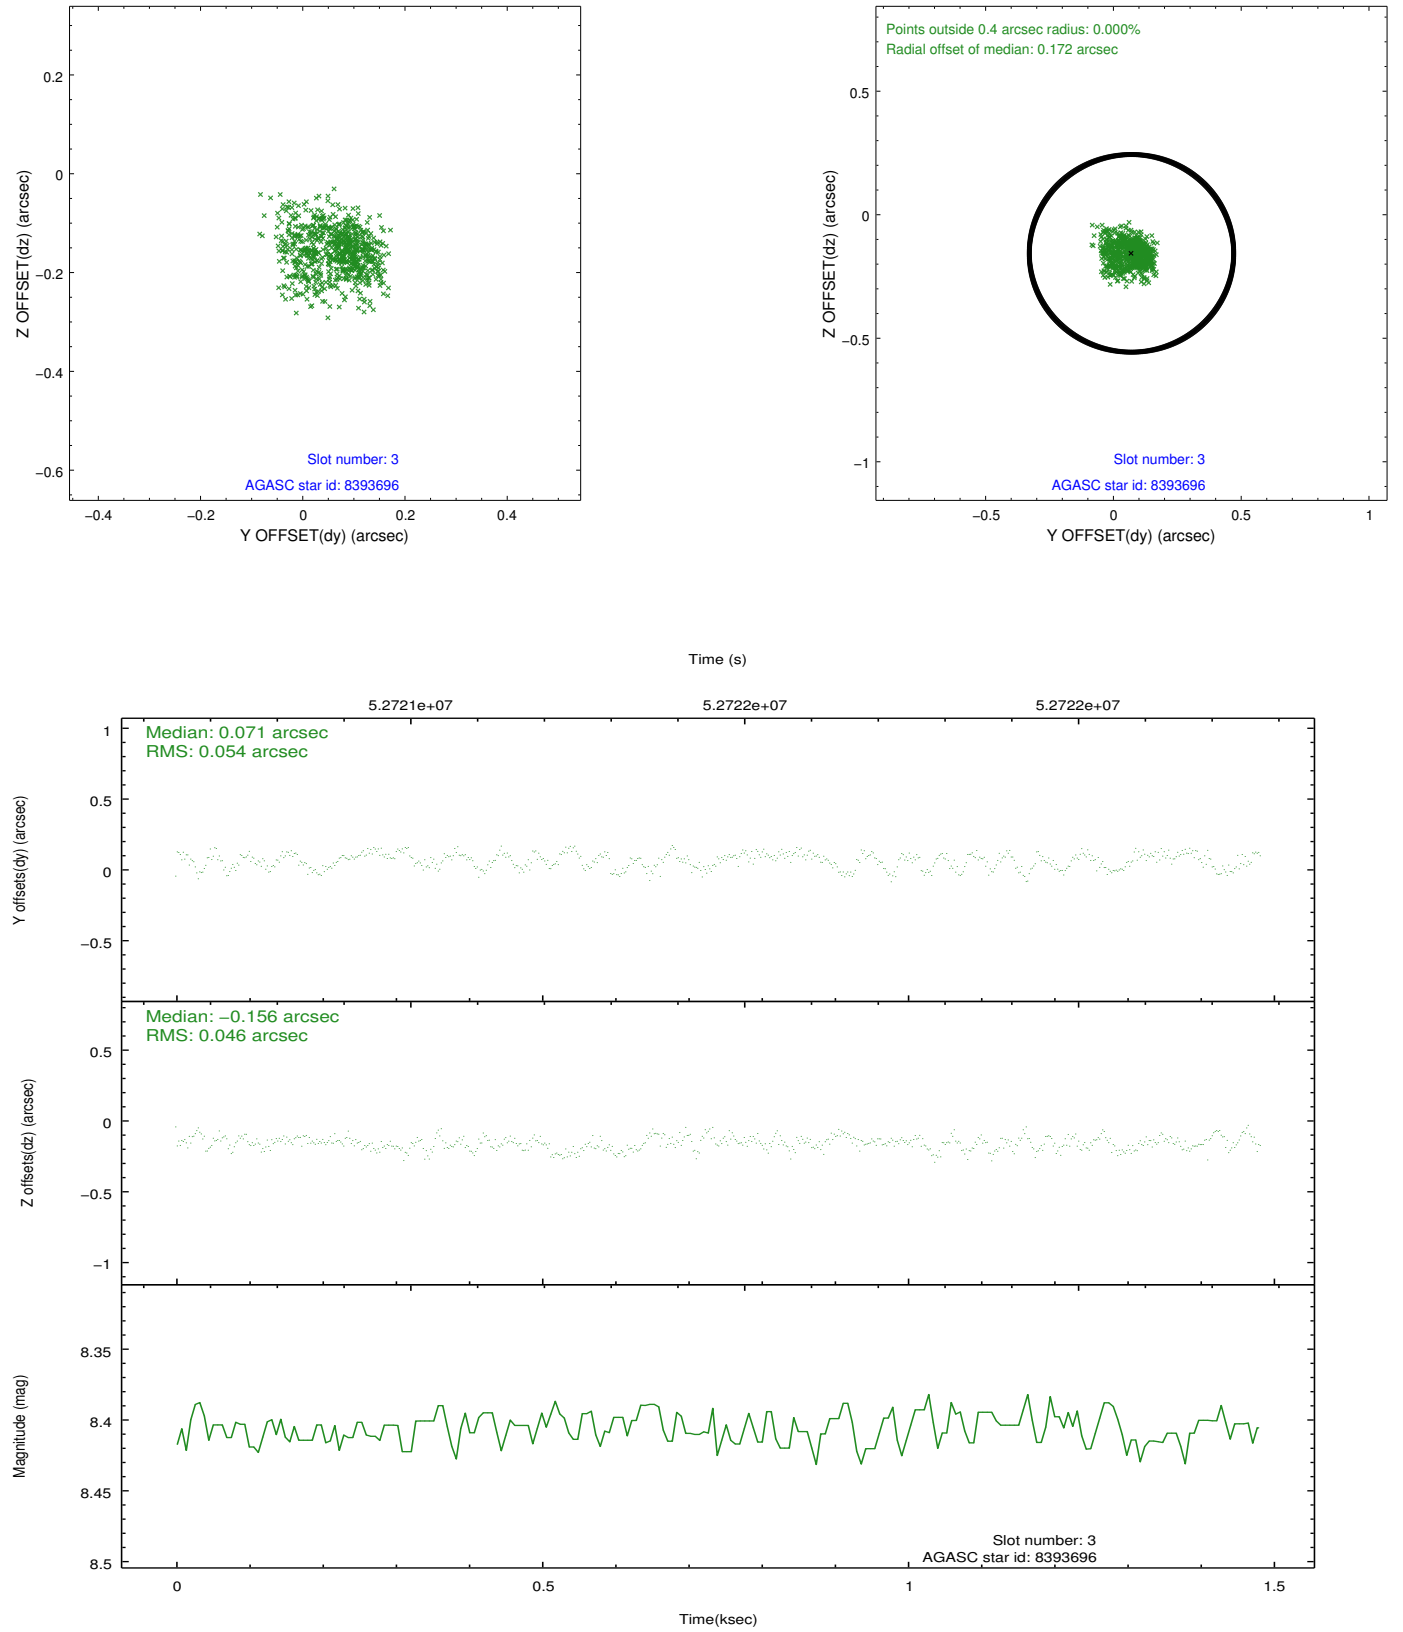 0.2
0
−0.2
−0.4
−0.6
Z OFFSET(dz) (arcsec)
Slot number: 3
AGASC star id: 8393696
−0.4
−0.2
0
0.2
0.4
Y OFFSET(dy) (arcsec)
Points outside 0.4 arcsec radius: 0.000%
Radial offset of median: 0.172 arcsec
0.5
0
−0.5
−1
Z OFFSET(dz) (arcsec)
Slot number: 3
AGASC star id: 8393696
−0.5
0
0.5
1
Y OFFSET(dy) (arcsec)
Time (s)
5.2721e+07
5.2722e+07
5.2722e+07
Median: 0.071 arcsec
RMS: 0.054 arcsec
1
0.5
0
−0.5
Y offsets(dy) (arcsec)
Median: −0.156 arcsec
RMS: 0.046 arcsec
0.5
0
−0.5
−1
Z offsets(dz) (arcsec)
8.35
8.4
8.45
8.5
Magnitude (mag)
Slot number: 3
AGASC star id: 8393696
0
0.5
1
1.5
Time(ksec)